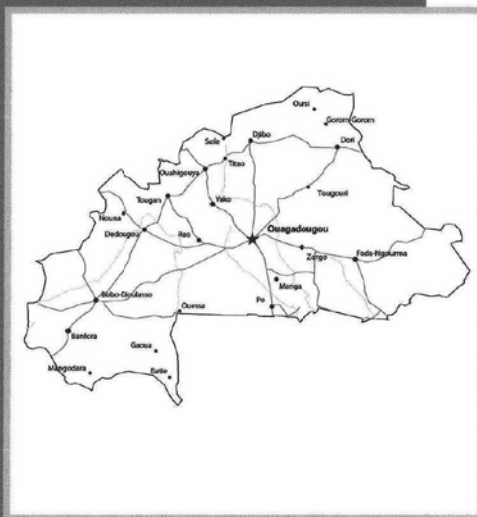 Oursi
Gorom-Gorom
Solle
Djibo
Dori
Titao
Ouahigouya
Tougouri
Tougan
Yako
Nouna
Ouagadougou
Dedougou
Reo
Zorgo
Fada-Ngourma
Manga
Bobo-Dioulasso
Po
Ouessa
Banfora
Gaoua
Mangodara
Batie